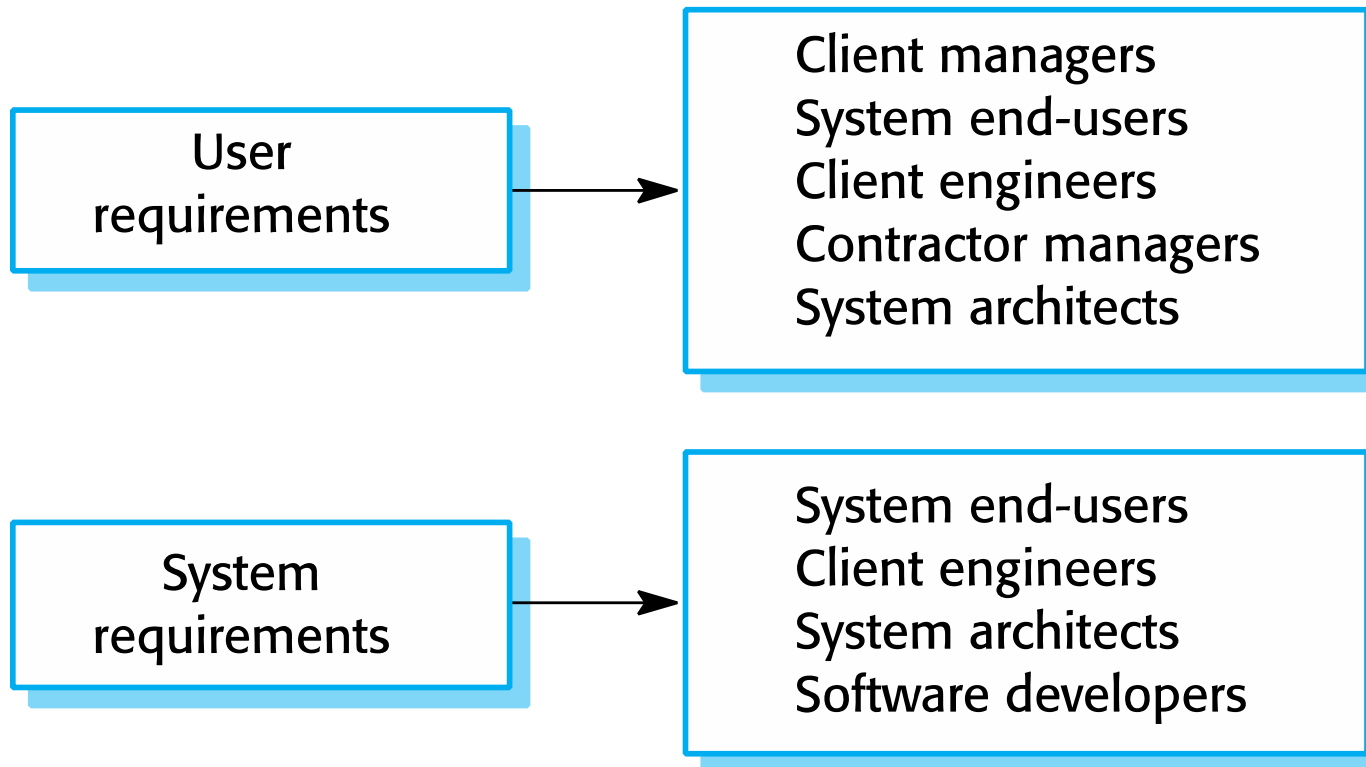 User
requirements
Client managers
System end-users
Client engineers
Contractor managers
System architects
System
requirements
System end-users
Client engineers
System architects
Software developers